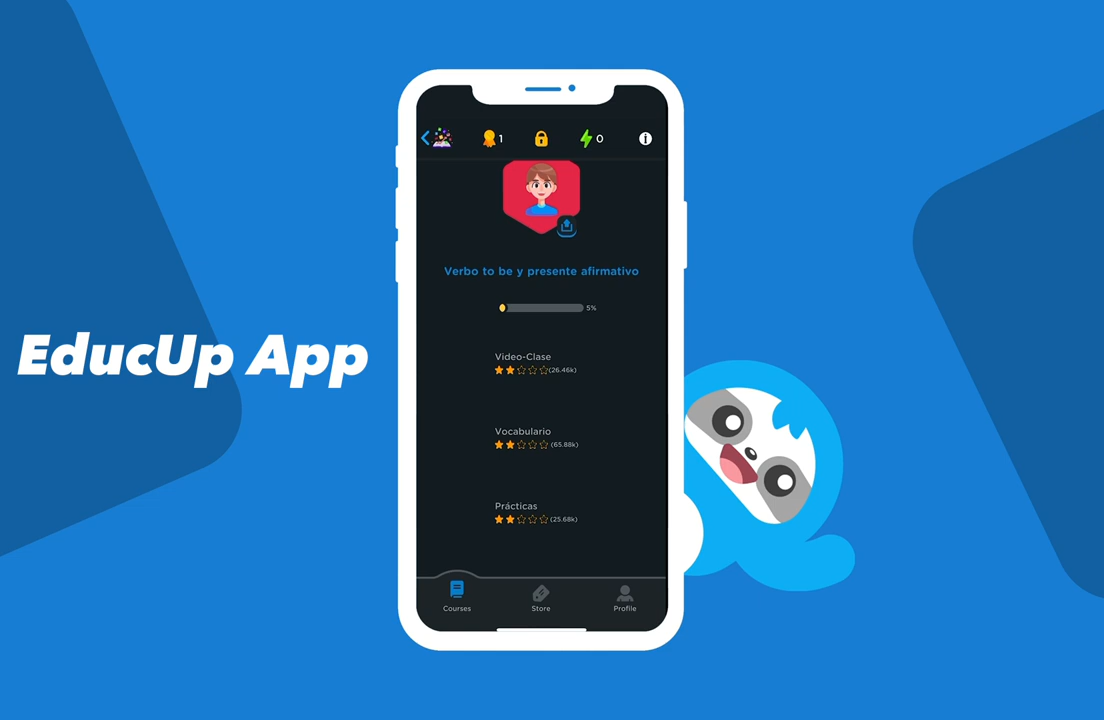 1
0
Verbo to be y presente afirmativo
5%
EducUp App
Video-Clase
(26.46k)
Vocabulario
(65.88k)
Prácticas
(25.68k)
Courses
Store
Profile